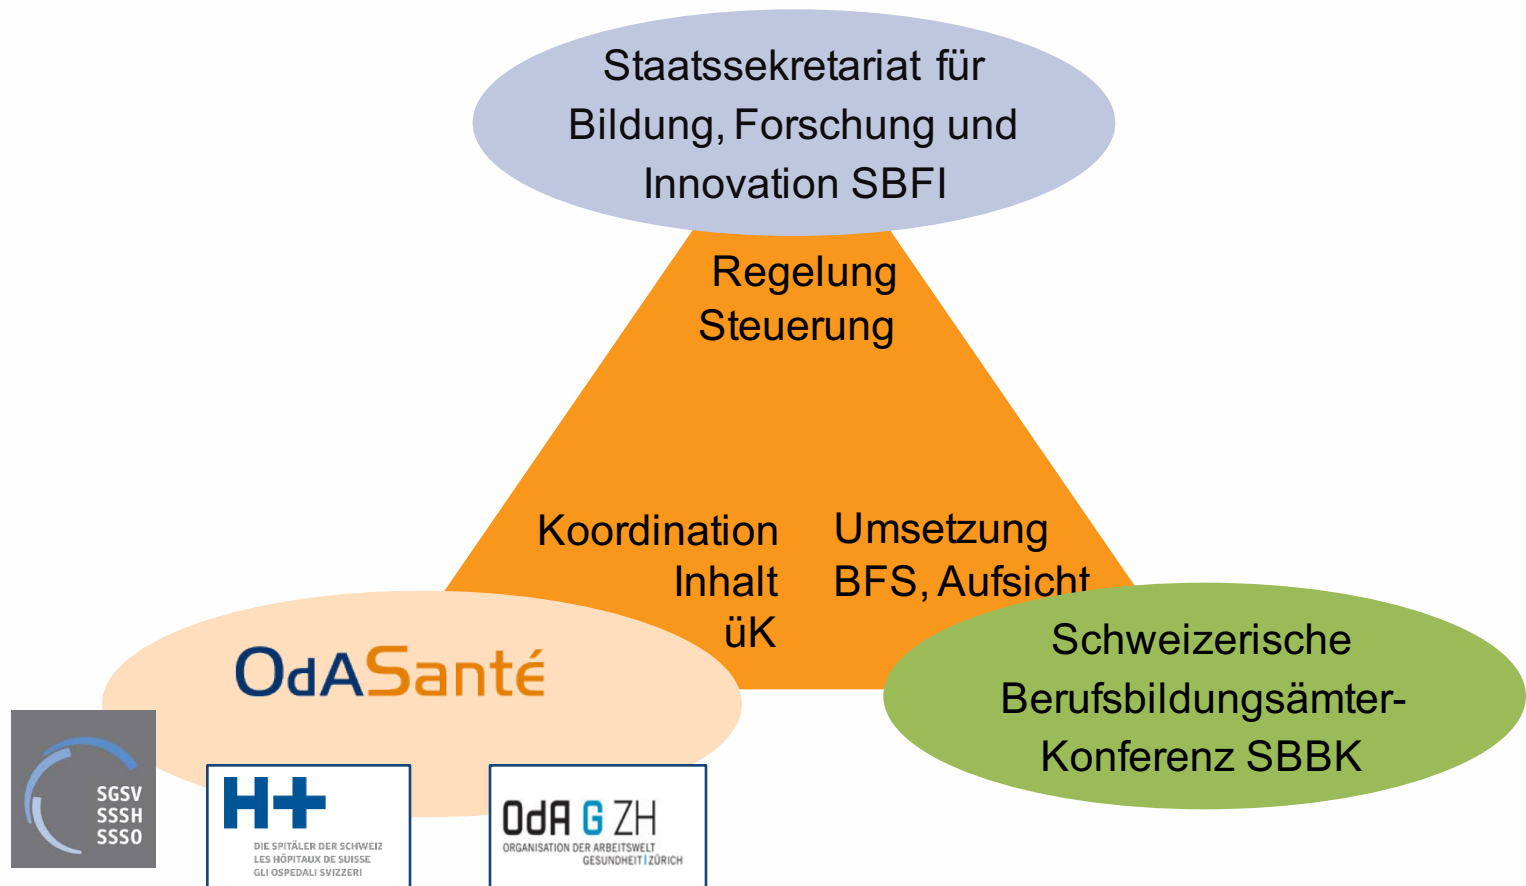 Staatssekretariat für
Bildung, Forschung und
Innovation SBFI
Regelung
Steuerung
Koordination
Inhalt
üK
Umsetzung
BFS, Aufsicht
OdASanté
Schweizerische
Berufsbildungsämter-
Konferenz SBBK
SGSV
SSSH
SSSO
H+
DIE SPITÄLER DER SCHWEIZ
LES HÔPITAUX DE SUISSE
GLI OSPEDALI SVIZZERI
OdA G ZH
ORGANISATION DER ARBEITSWELT
GESUNDHEIT|ZÜRICH